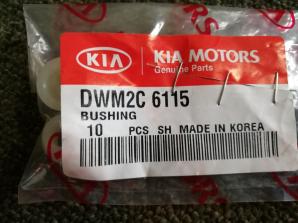 KIA KIA MOTORS
Genuine Parts
DWM2C 6115
BUSHING
10 PCS SH MADE IN KOREA